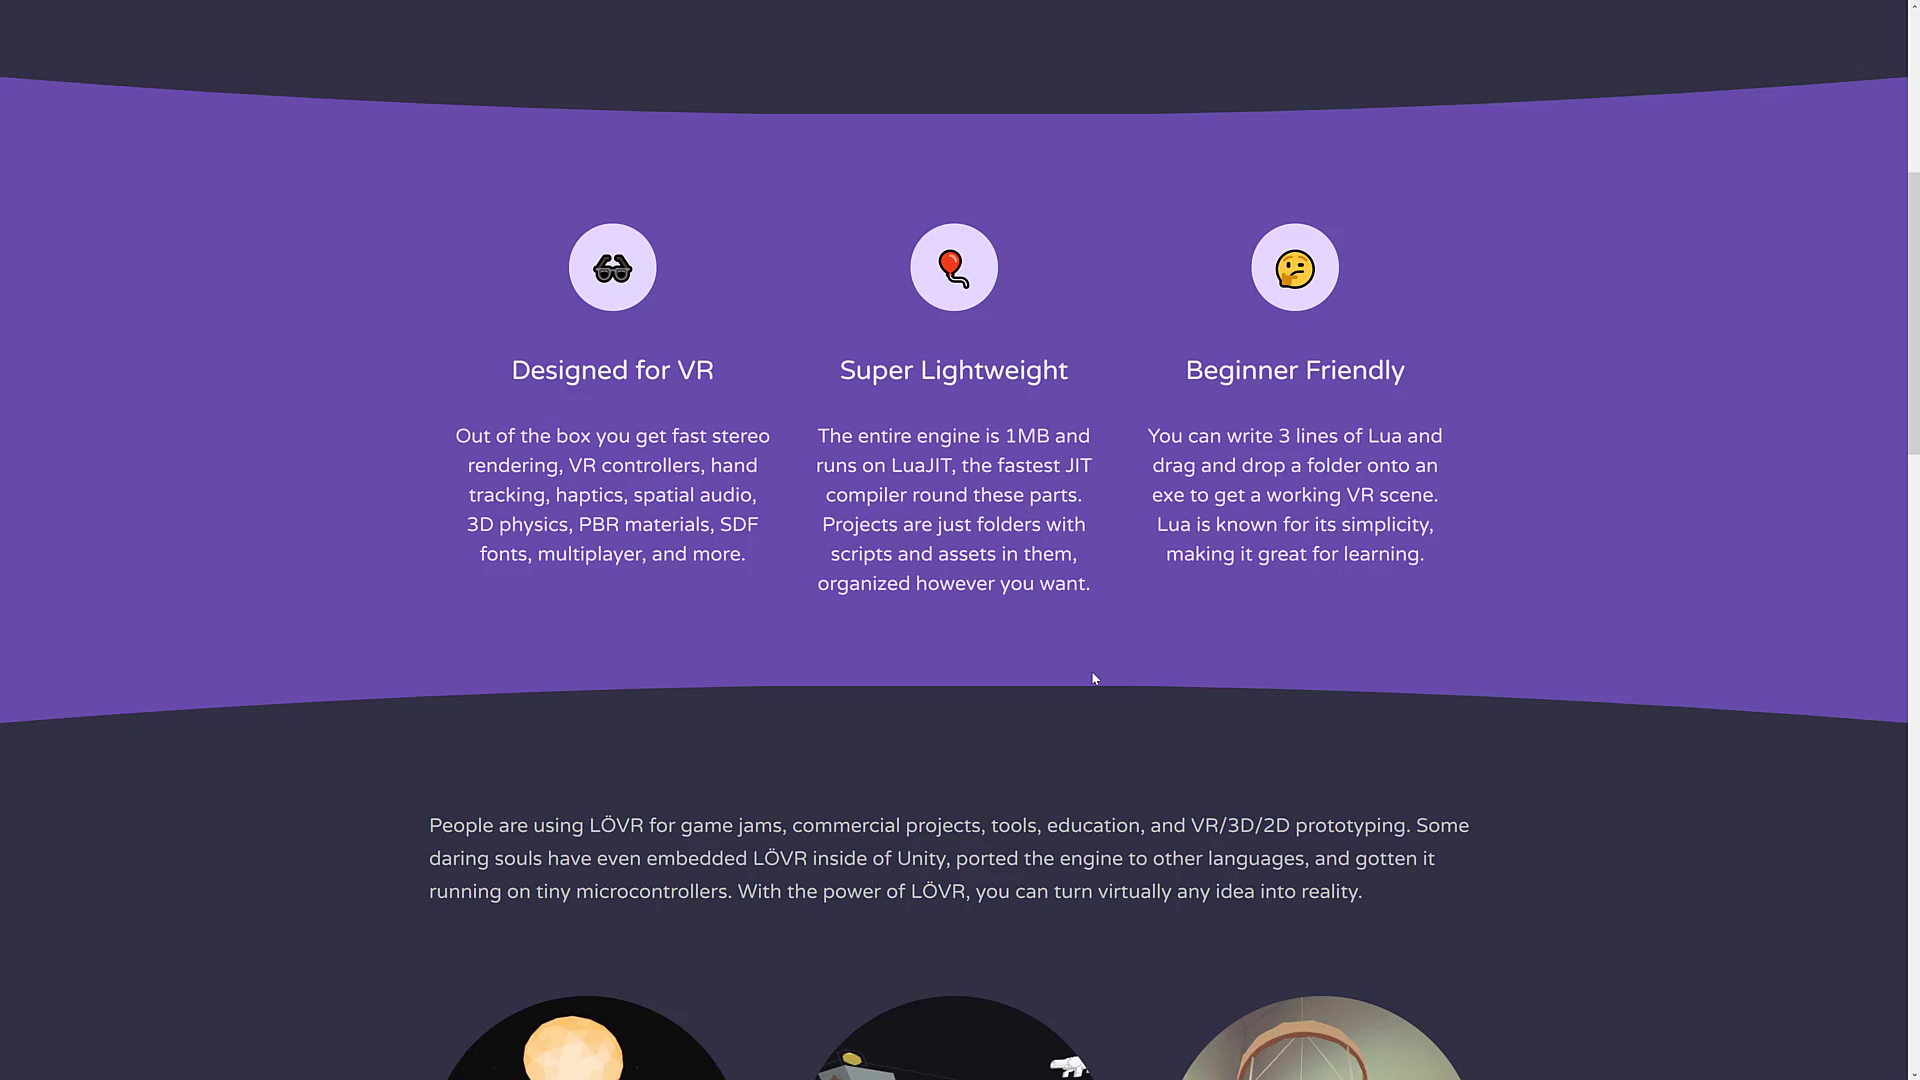 Designed for VR
Out of the box you get fast stereo
rendering, VR controllers, hand
tracking, haptics, spatial audio,
3D physics, PBR materials, SDF
fonts, multiplayer, and more.
Super Lightweight
The entire engine is 1MB and
runs on LuaJIT, the fastest JIT
compiler round these parts.
Projects are just folders with
scripts and assets in them,
organized however you want.
Beginner Friendly
You can write 3 lines of Lua and
drag and drop a folder onto an
exe to get a working VR scene.
Lua is known for its simplicity,
making it great for learning.
People are using LÖVR for game jams, commercial projects, tools, education, and VR/3D/2D prototyping. Some
daring souls have even embedded LÖVR inside of Unity, ported the engine to other languages, and gotten it
running on tiny microcontrollers. With the power of LÖVR, you can turn virtually any idea into reality.